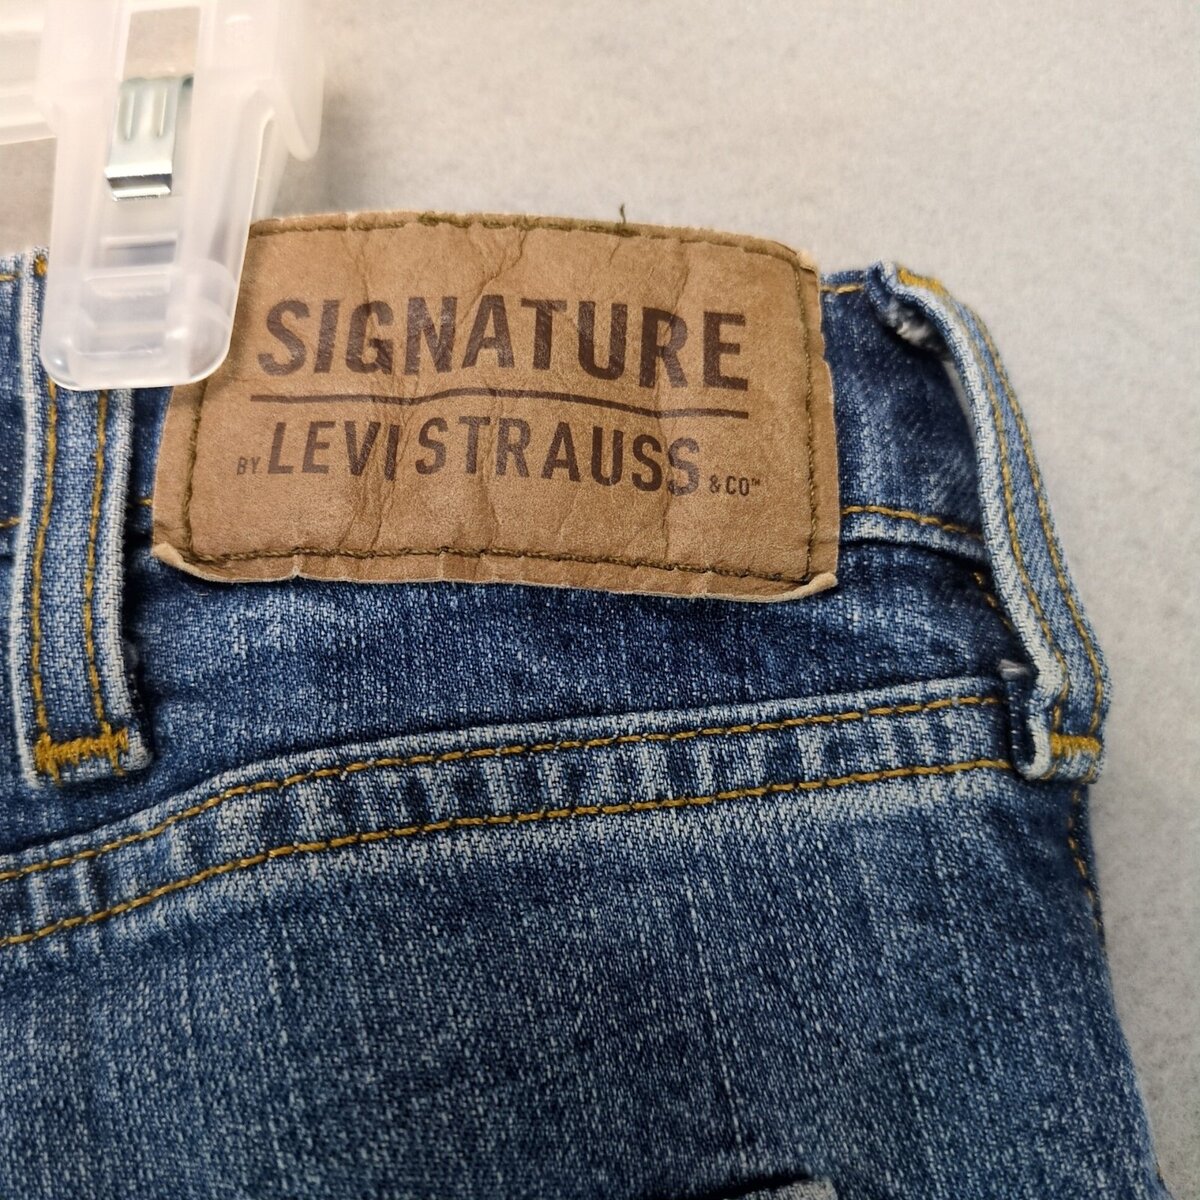 SIGNATURE
BY LEVI STRAUSS & CO™